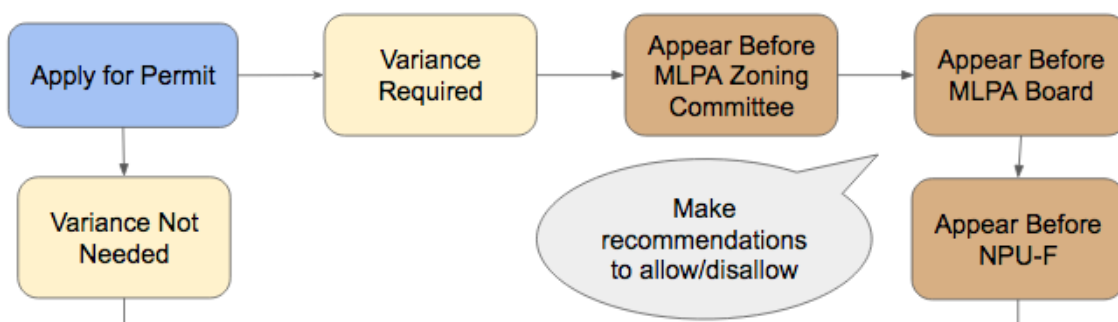 Apply for Permit
Variance
Required
Appear Before
MLPA Zoning
Committee
Appear Before
MLPA Board
Variance Not
Needed
Make
recommendations
to allow/disallow
Appear Before
NPU-F